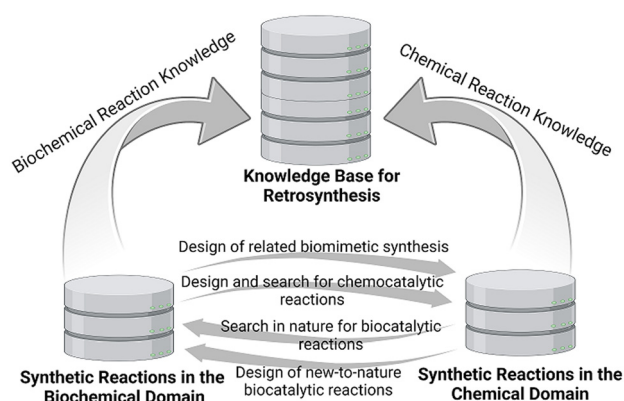 Biochemical Reaction Knowledge
Chemical Reaction Knowledge
Knowledge Base for
Retrosynthesis
Design of related biomimetic synthesis
Design and search for chemocatalytic
reactions
Search in nature for biocatalytic
reactions
Design of new-to-nature
biocatalytic reactions
Synthetic Reactions in the
Biochemical Domain
Synthetic Reactions in the
Chemical Domain